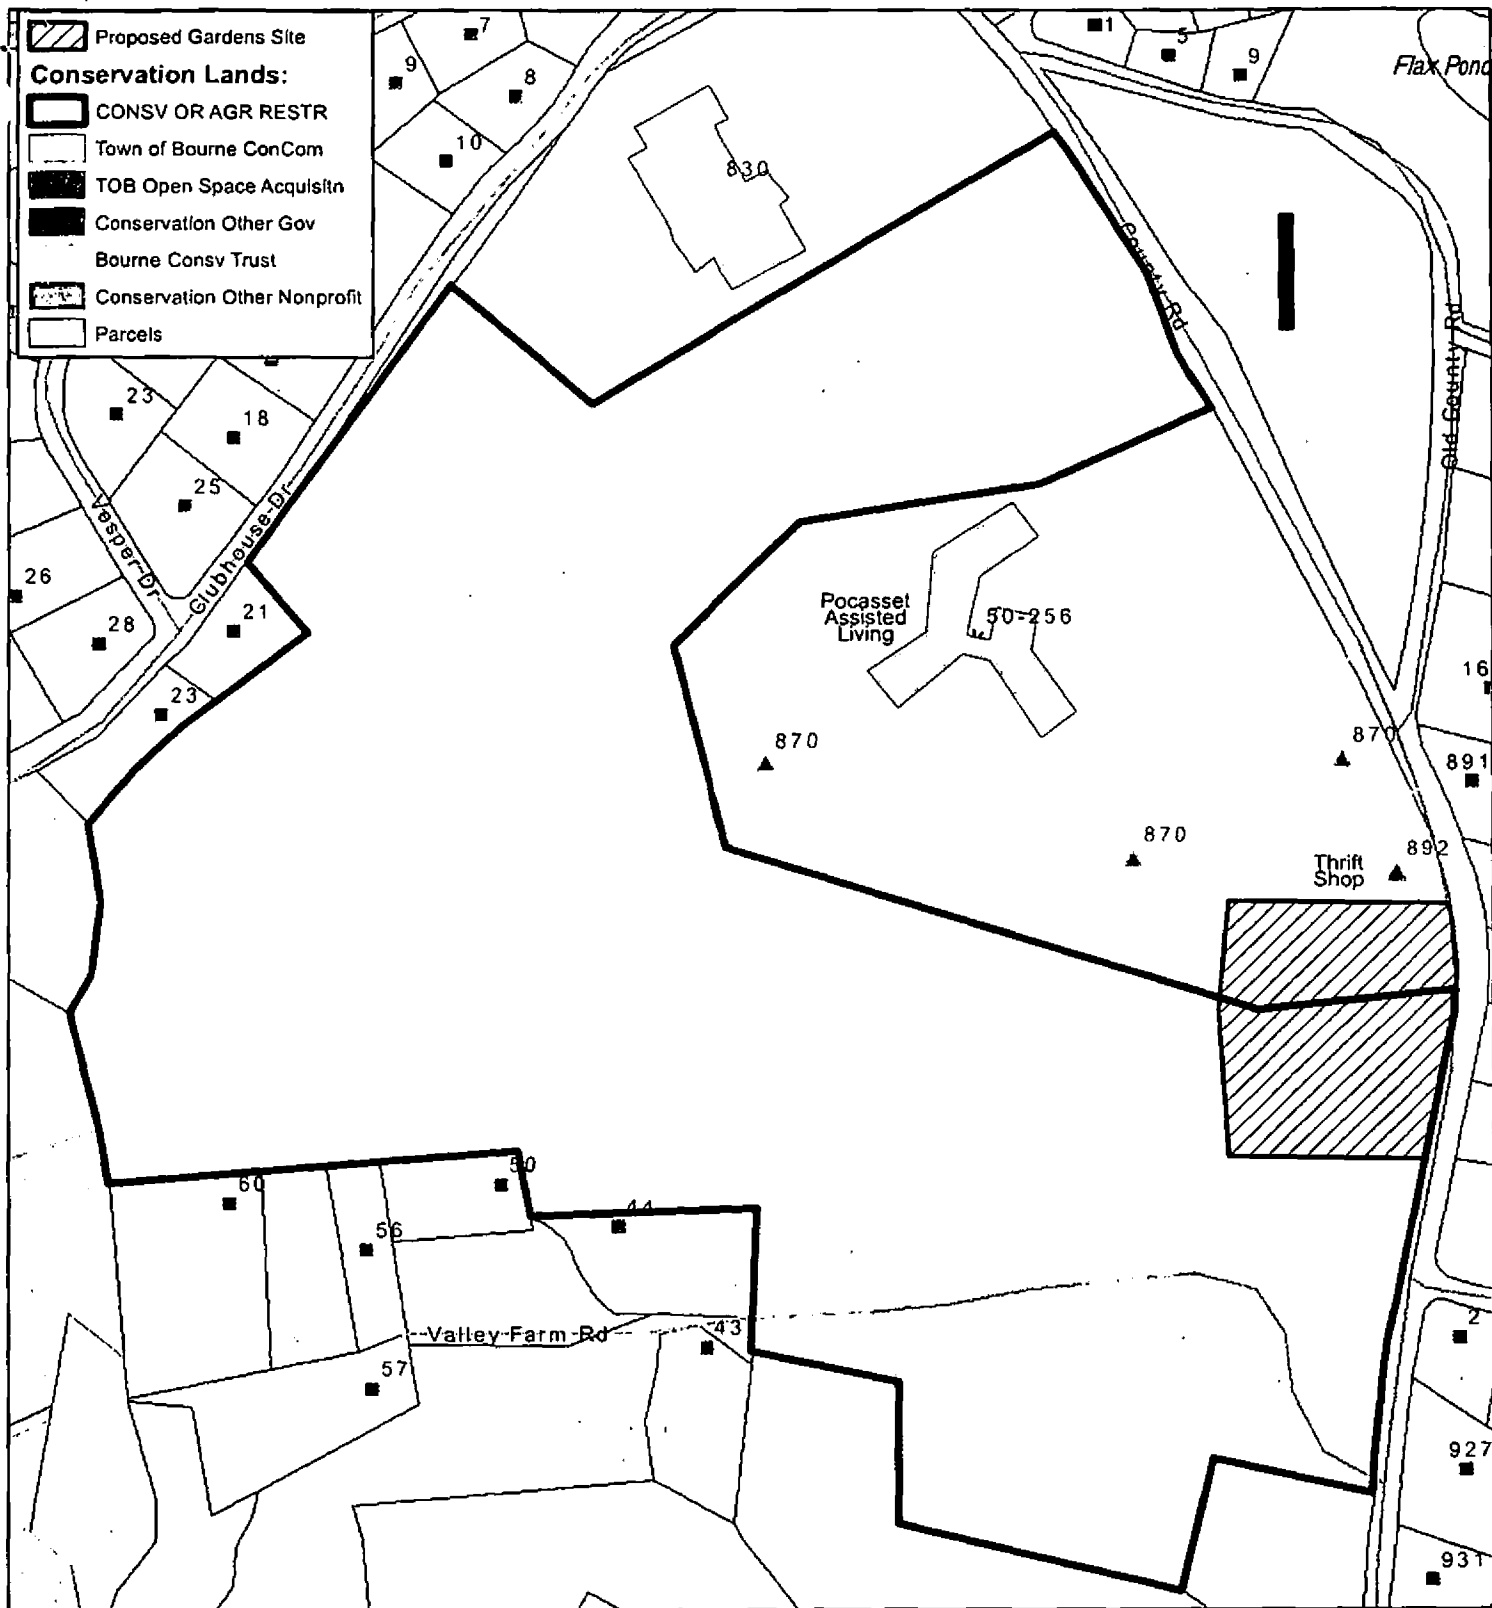 Proposed Gardens Site
Conservation Lands:
CONSV OR AGR RESTR
Town of Bourne ConCom
TOB Open Space Acquisitn
Conservation Other Gov
Bourne Consv Trust
Conservation Other Nonprofit
Parcels
7
9
8
10
830
1
5
9
Flax Pond
County Rd
Old County Rd
23
18
25
Vesper-Dr
Clubhouse-Dr
26
28
21
23
Pocasset
Assisted
Living
50-256
870
870
870
892
Thrift
Shop
16
891
60
50
44
56
Valley-Farm-Rd
43
57
2
927
931